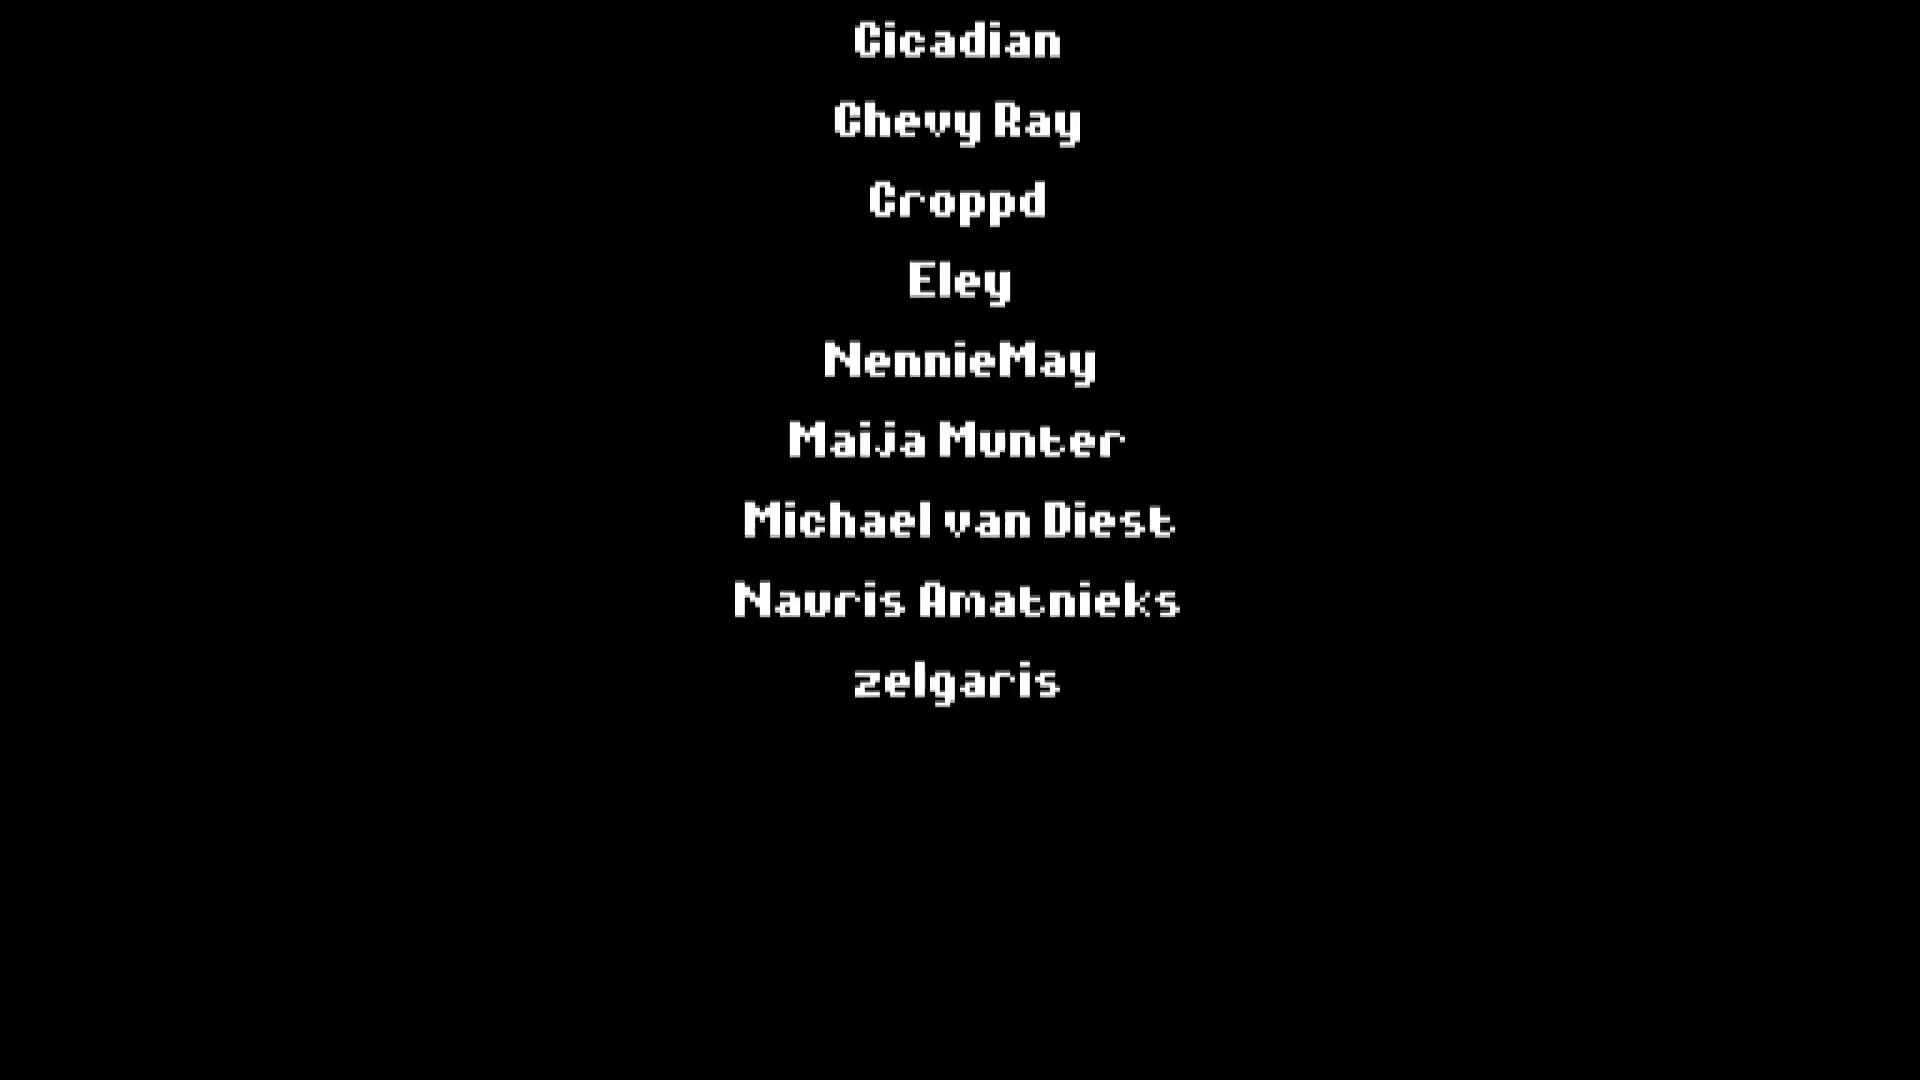 Cicadian
Chevy Ray
Croppd
Eley
NennieMay
Maija Munter
Michael van Diest
Nauris Amatnieks
zelgaris